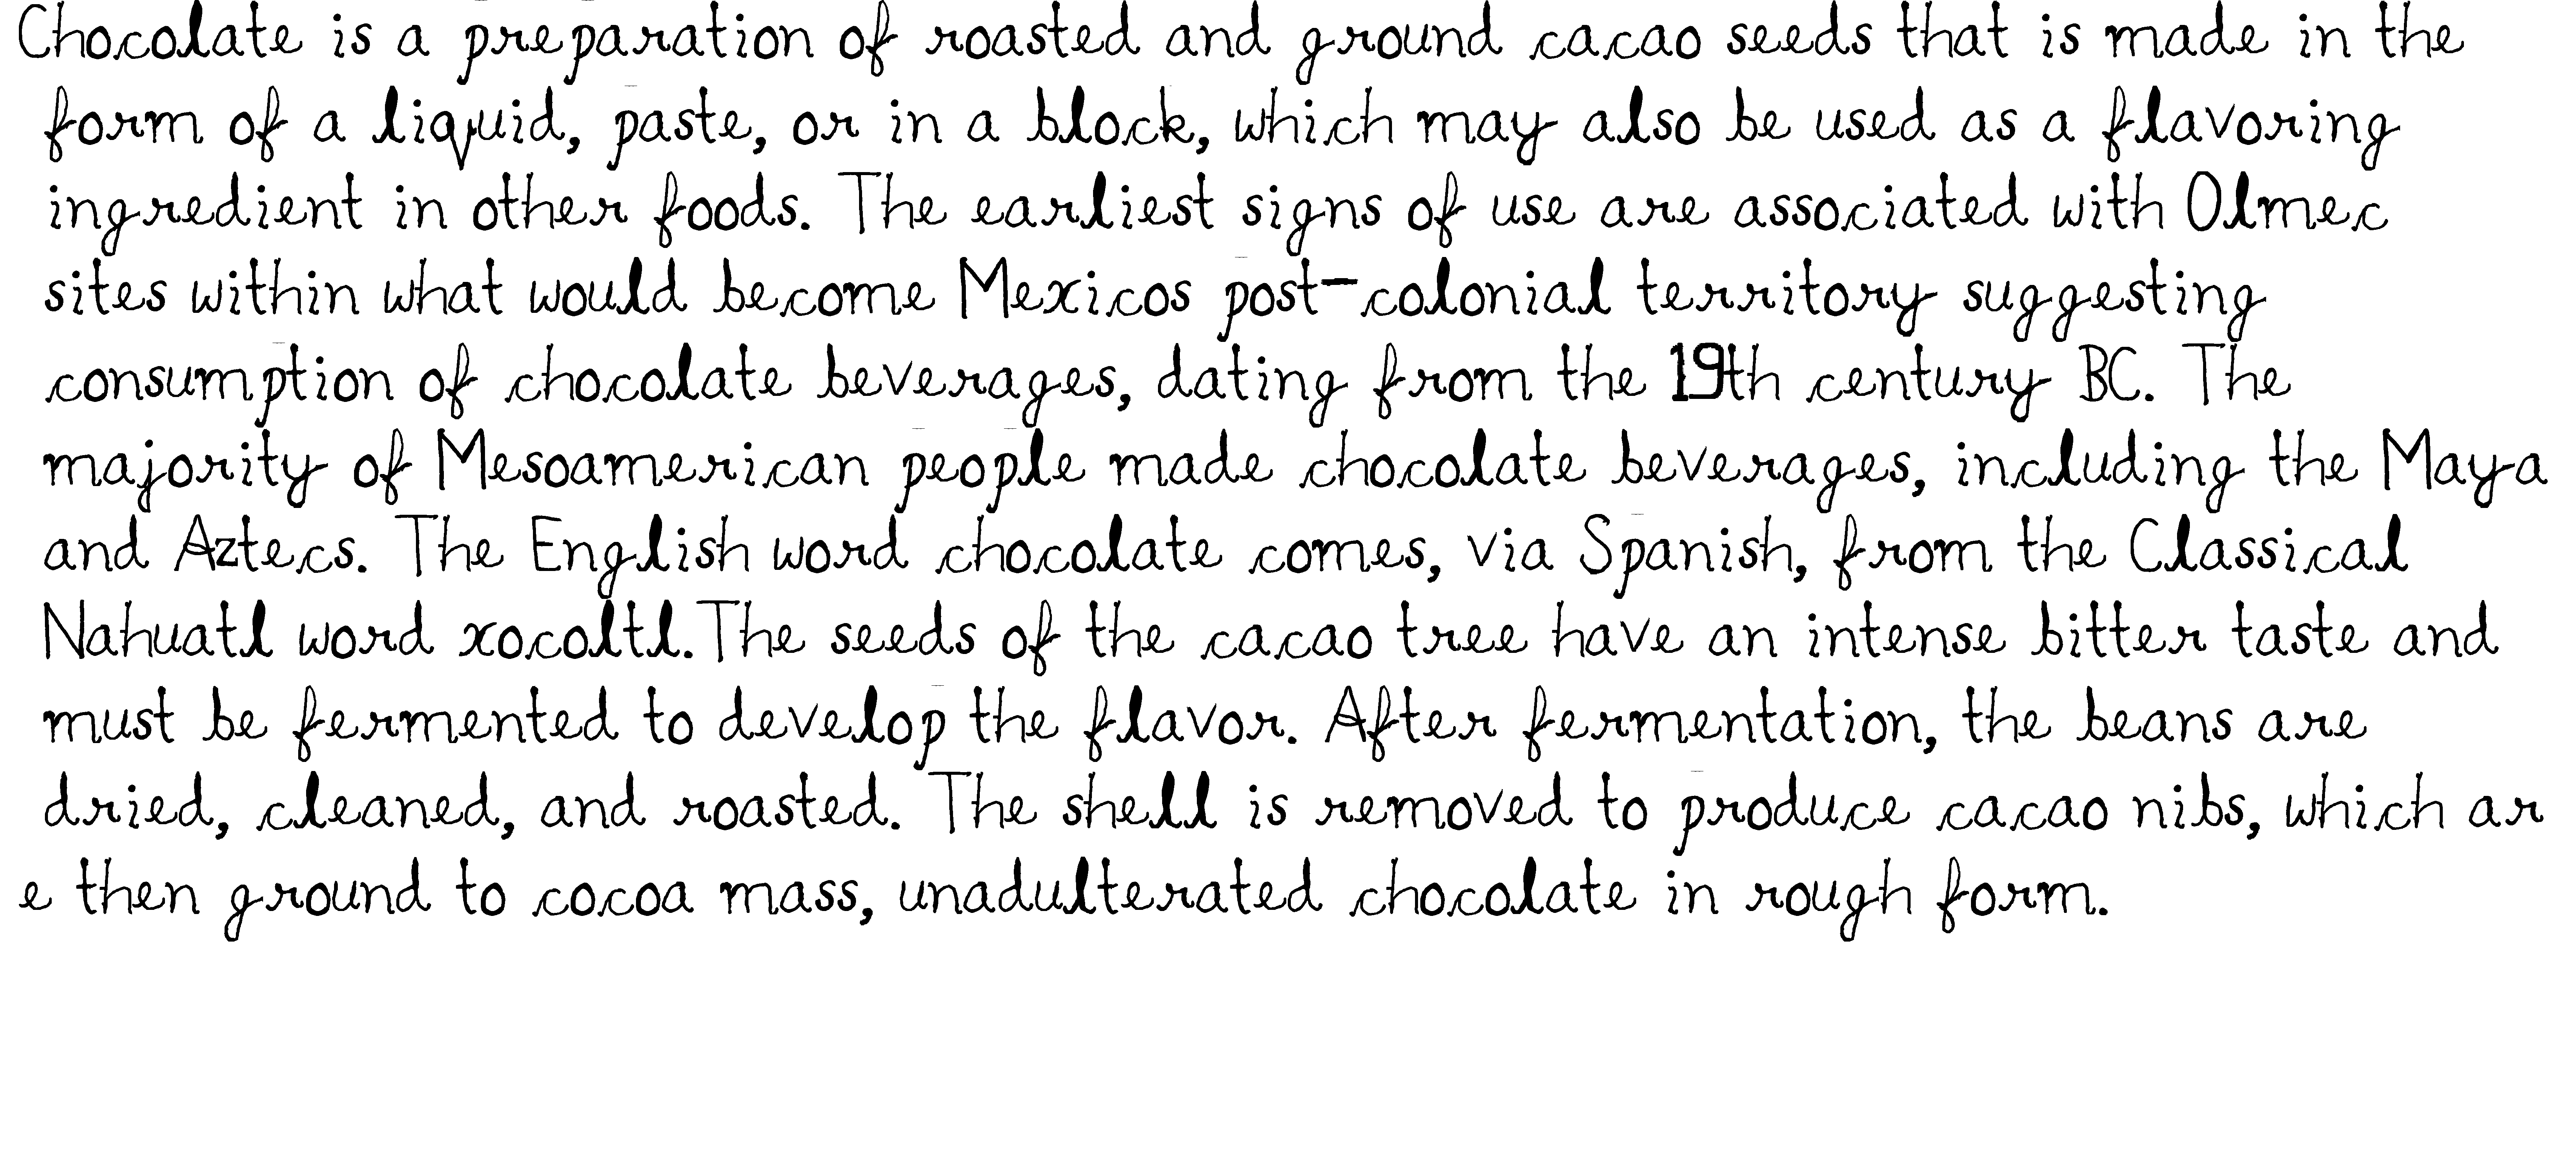 Chocolate is a preparation of roasted and ground cacao seeds that is made in the
form of a liquid, paste, or in a block, which may also be used as a flavoring
ingredient in other foods. The earliest signs of use are associated with Olmec
sites within what would become Mexicos post-colonial territory suggesting
consumption of chocolate beverages, dating from the 19th century BC. The
majority of Mesoamerican people made chocolate beverages, including the Maya
and Aztecs. The English word chocolate comes, via Spanish, from the Classical
Nahuatl word xocoltl.The seeds of the cacao tree have an intense bitter taste and
must be fermented to develop the flavor. After fermentation, the beans are
dried, cleaned, and roasted. The shell is removed to produce cacao nibs, which ar
e then ground to cocoa mass, unadulterated chocolate in rough form.